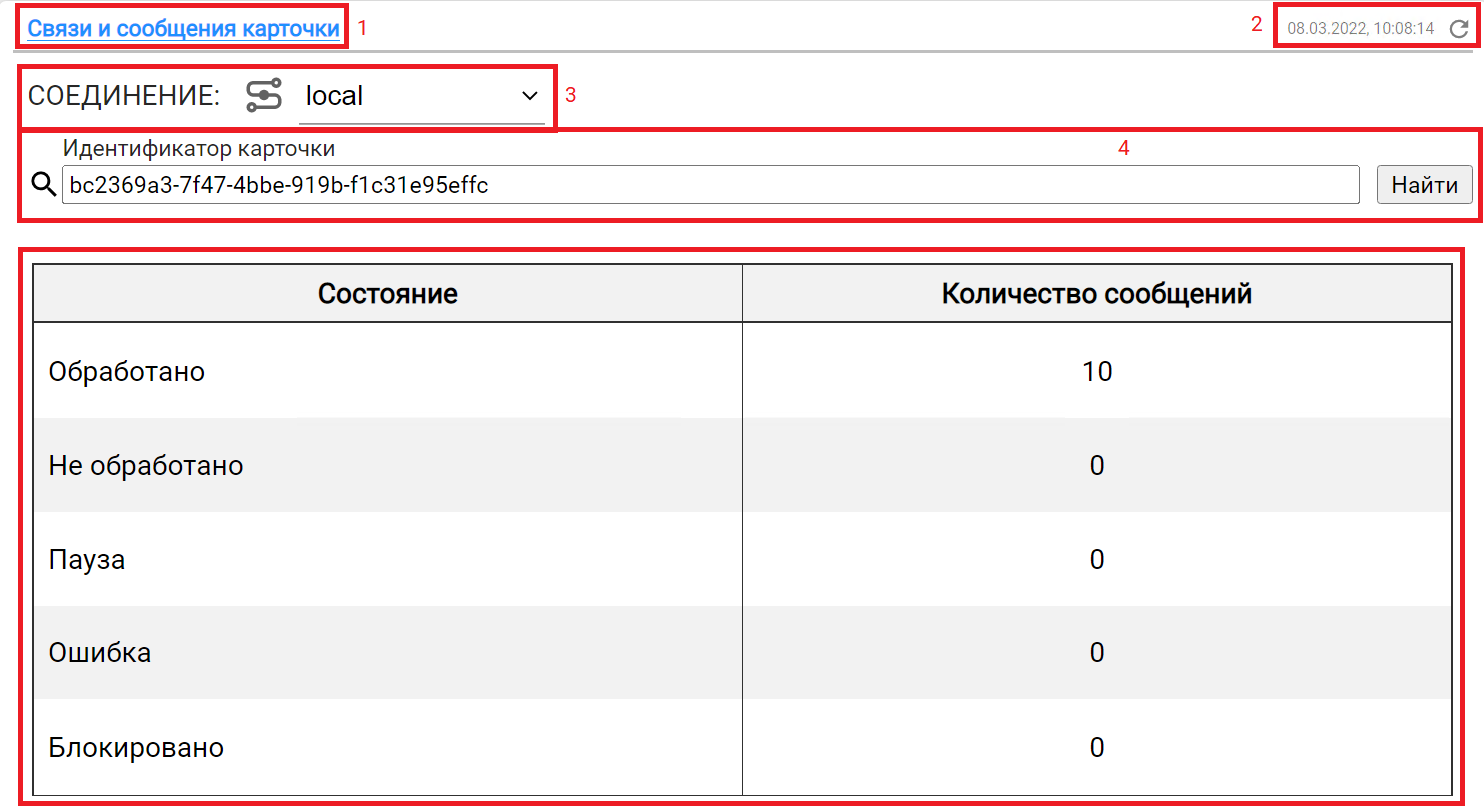 Связи и сообщения карточки 1 2 08.03.2022, 10:08:14
СОЕДИНЕНИЕ: local 3
Идентификатор карточки 4
bc2369a3-7f47-4bbe-919b-f1c31e95effc Найти
Состояние Количество сообщений
Обработано 10
Не обработано 0
Пауза 0
Ошибка 0
Блокировано 0